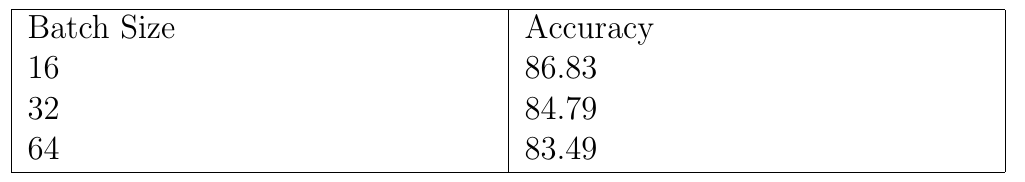 Batch Size Accuracy
16 86.83
32 84.79
64 83.49